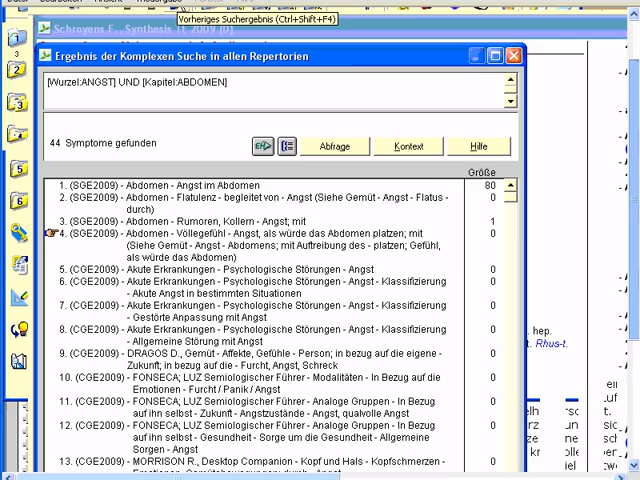 Vorheriges Suchergebnis (Ctrl+Shift+F4)
Schroyens F., Synthesis TE 2009 (D)
Ergebnis der Komplexen Suche in allen Repertorien
[Wurzel:ANGST] UND [Kapitel:ABDOMEN]
44 Symptome gefunden
EH>
Abfrage
Kontext
Hilfe
Größe
1. (SGE2009) - Abdomen - Angst im Abdomen 80
2. (SGE2009) - Abdomen - Flatulenz - begleitet von - Angst (Siehe Gemüt - Angst - Flatus - 0
durch)
3. (SGE2009) - Abdomen - Rumoren, Kollern - Angst; mit 1
4. (SGE2009) - Abdomen - Völlegefühl - Angst, als würde das Abdomen platzen; mit 0
(Siehe Gemüt - Angst - Abdomens; mit Auftreibung des - platzen; Gefühl,
als würde das Abdomen)
5. (CGE2009) - Akute Erkrankungen - Psychologische Störungen - Angst 0
6. (CGE2009) - Akute Erkrankungen - Psychologische Störungen - Angst - Klassifizierung 0
- Akute Angst in bestimmten Situationen
7. (CGE2009) - Akute Erkrankungen - Psychologische Störungen - Angst - Klassifizierung 0
- Gestörte Anpassung mit Angst
8. (CGE2009) - Akute Erkrankungen - Psychologische Störungen - Angst - Klassifizierung 0
- Allgemeine Störung mit Angst
9. (CGE2009) - DRAGOS D., Gemüt - Affekte, Gefühle - Person; in bezug auf die eigene - 0
Zukunft; in bezug auf die - Furcht, Angst, Schreck
10. (CGE2009) - FONSECA; LUZ Semiologischer Führer - Modalitäten - In Bezug auf die 0
Emotionen - Furcht / Panik / Angst
11. (CGE2009) - FONSECA; LUZ Semiologischer Führer - Analoge Gruppen - In Bezug 0
auf ihn selbst - Zukunft - Angstzustände - Angst, qualvolle Angst
12. (CGE2009) - FONSECA; LUZ Semiologischer Führer - Analoge Gruppen - In Bezug 0
auf ihn selbst - Gesundheit - Sorge um die Gesundheit - Allgemeine
Sorgen - Angst
13. (CGE2009) - MORRISON R., Desktop Companion - Kopf und Hals - Kopfschmerzen - 0
hep.
Rhus-t.
1
3
2
3
4
5
6